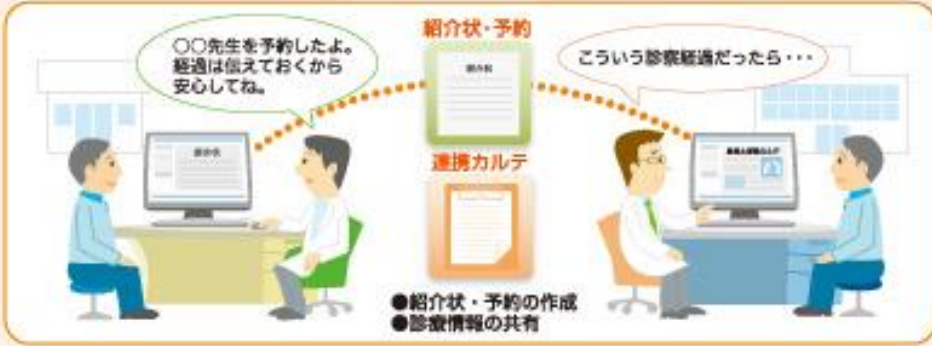 紹介状・予約
○○先生を予約したよ。
経過は伝えておくから
安心してね。
こういう診察経過だったら・・・
紹介状
紹介状
連携カルテ
●紹介状・予約の作成
●診療情報の共有